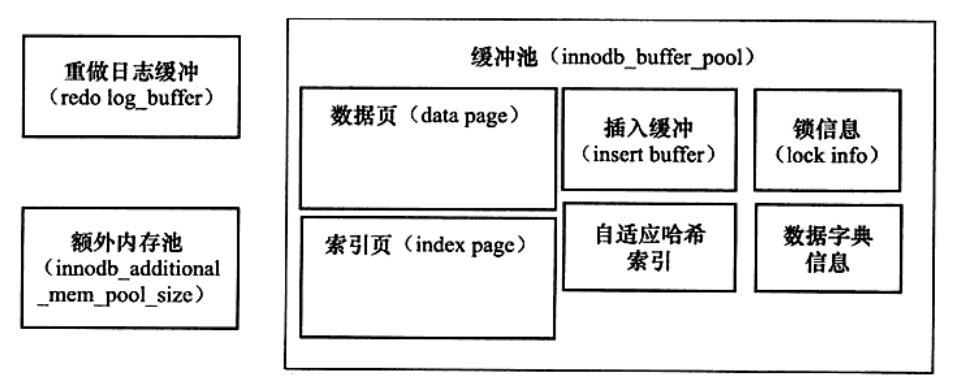 重做日志缓冲
（redo log_buffer）
额外内存池
（innodb_additional
_mem_pool_size）
缓冲池（innodb_buffer_pool）
数据页（data page）
插入缓冲
（insert buffer）
锁信息
（lock info）
索引页（index page）
自适应哈希
索引
数据字典
信息